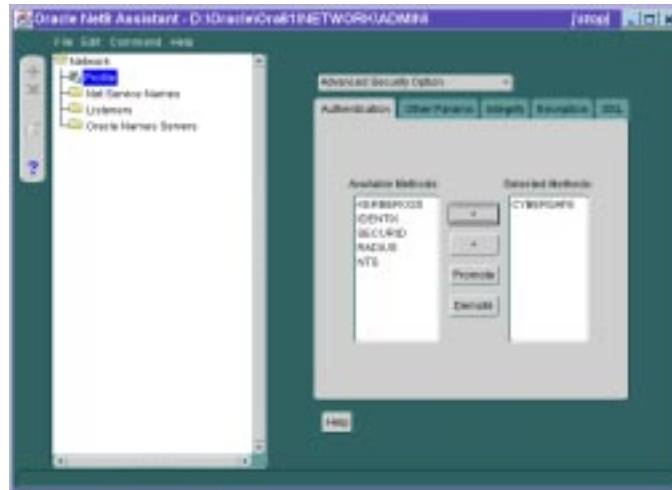 Oracle Net8 Assistant - D:\Oracle\Ora81\NETWORK\ADMIN\
File Edit Command Help
Network
Profile
Net Service Names
Listeners
Oracle Names Servers
Advanced Security Option
Authentication Other Params Integrity Encryption SSL
Available Methods: Selected Methods:
KERBEROS5 CYBERSAFE
IDENTIX
SECURID
RADIUS
NTS
Promote
Demote
Help